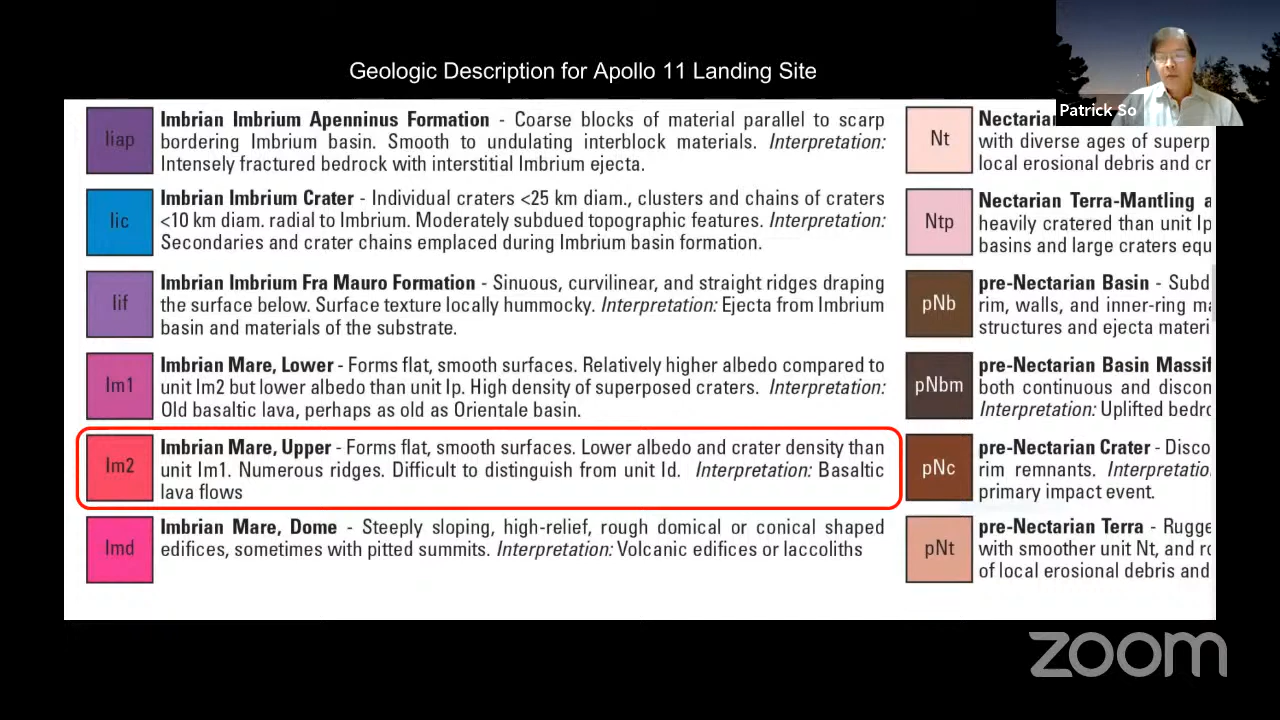 Geologic Description for Apollo 11 Landing Site
Patrick So
Iiap
Imbrian Imbrium Apenninus Formation - Coarse blocks of material parallel to scarp
bordering Imbrium basin. Smooth to undulating interblock materials. Interpretation:
Intensely fractured bedrock with interstitial Imbrium ejecta.
Iic
Imbrian Imbrium Crater - Individual craters <25 km diam., clusters and chains of craters
<10 km diam. radial to Imbrium. Moderately subdued topographic features. Interpretation:
Secondaries and crater chains emplaced during Imbrium basin formation.
Iif
Imbrian Imbrium Fra Mauro Formation - Sinuous, curvilinear, and straight ridges draping
the surface below. Surface texture locally hummocky. Interpretation: Ejecta from Imbrium
basin and materials of the substrate.
Im1
Imbrian Mare, Lower - Forms flat, smooth surfaces. Relatively higher albedo compared to
unit Im2 but lower albedo than unit Ip. High density of superposed craters. Interpretation:
Old basaltic lava, perhaps as old as Orientale basin.
Im2
Imbrian Mare, Upper - Forms flat, smooth surfaces. Lower albedo and crater density than
unit Im1. Numerous ridges. Difficult to distinguish from unit Id. Interpretation: Basaltic
lava flows
Imd
Imbrian Mare, Dome - Steeply sloping, high-relief, rough domical or conical shaped
edifices, sometimes with pitted summits. Interpretation: Volcanic edifices or laccoliths
Nt
Nectarian
with diverse ages of superp
local erosional debris and cr
Ntp
Nectarian Terra-Mantling a
heavily cratered than unit Ip
basins and large craters equ
pNb
pre-Nectarian Basin - Subd
rim, walls, and inner-ring ma
structures and ejecta materi
pNbm
pre-Nectarian Basin Massif
both continuous and discon
Interpretation: Uplifted bedro
pNc
pre-Nectarian Crater - Disco
rim remnants. Interpretatio
primary impact event.
pNt
pre-Nectarian Terra - Rugge
with smoother unit Nt, and ro
of local erosional debris and
zoom